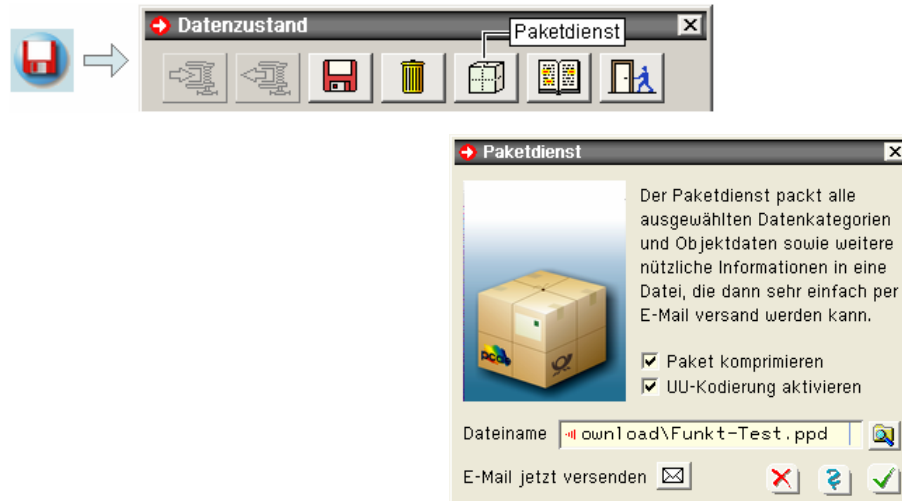 Datenzustand
Paketdienst
Paketdienst
Der Paketdienst packt alle
ausgewählten Datenkategorien
und Objektdaten sowie weitere
nützliche Informationen in eine
Datei, die dann sehr einfach per
E-Mail versand werden kann.
pcae
Paket komprimieren
UU-Kodierung aktivieren
Dateiname ownload\Funkt-Test.ppd
E-Mail jetzt versenden